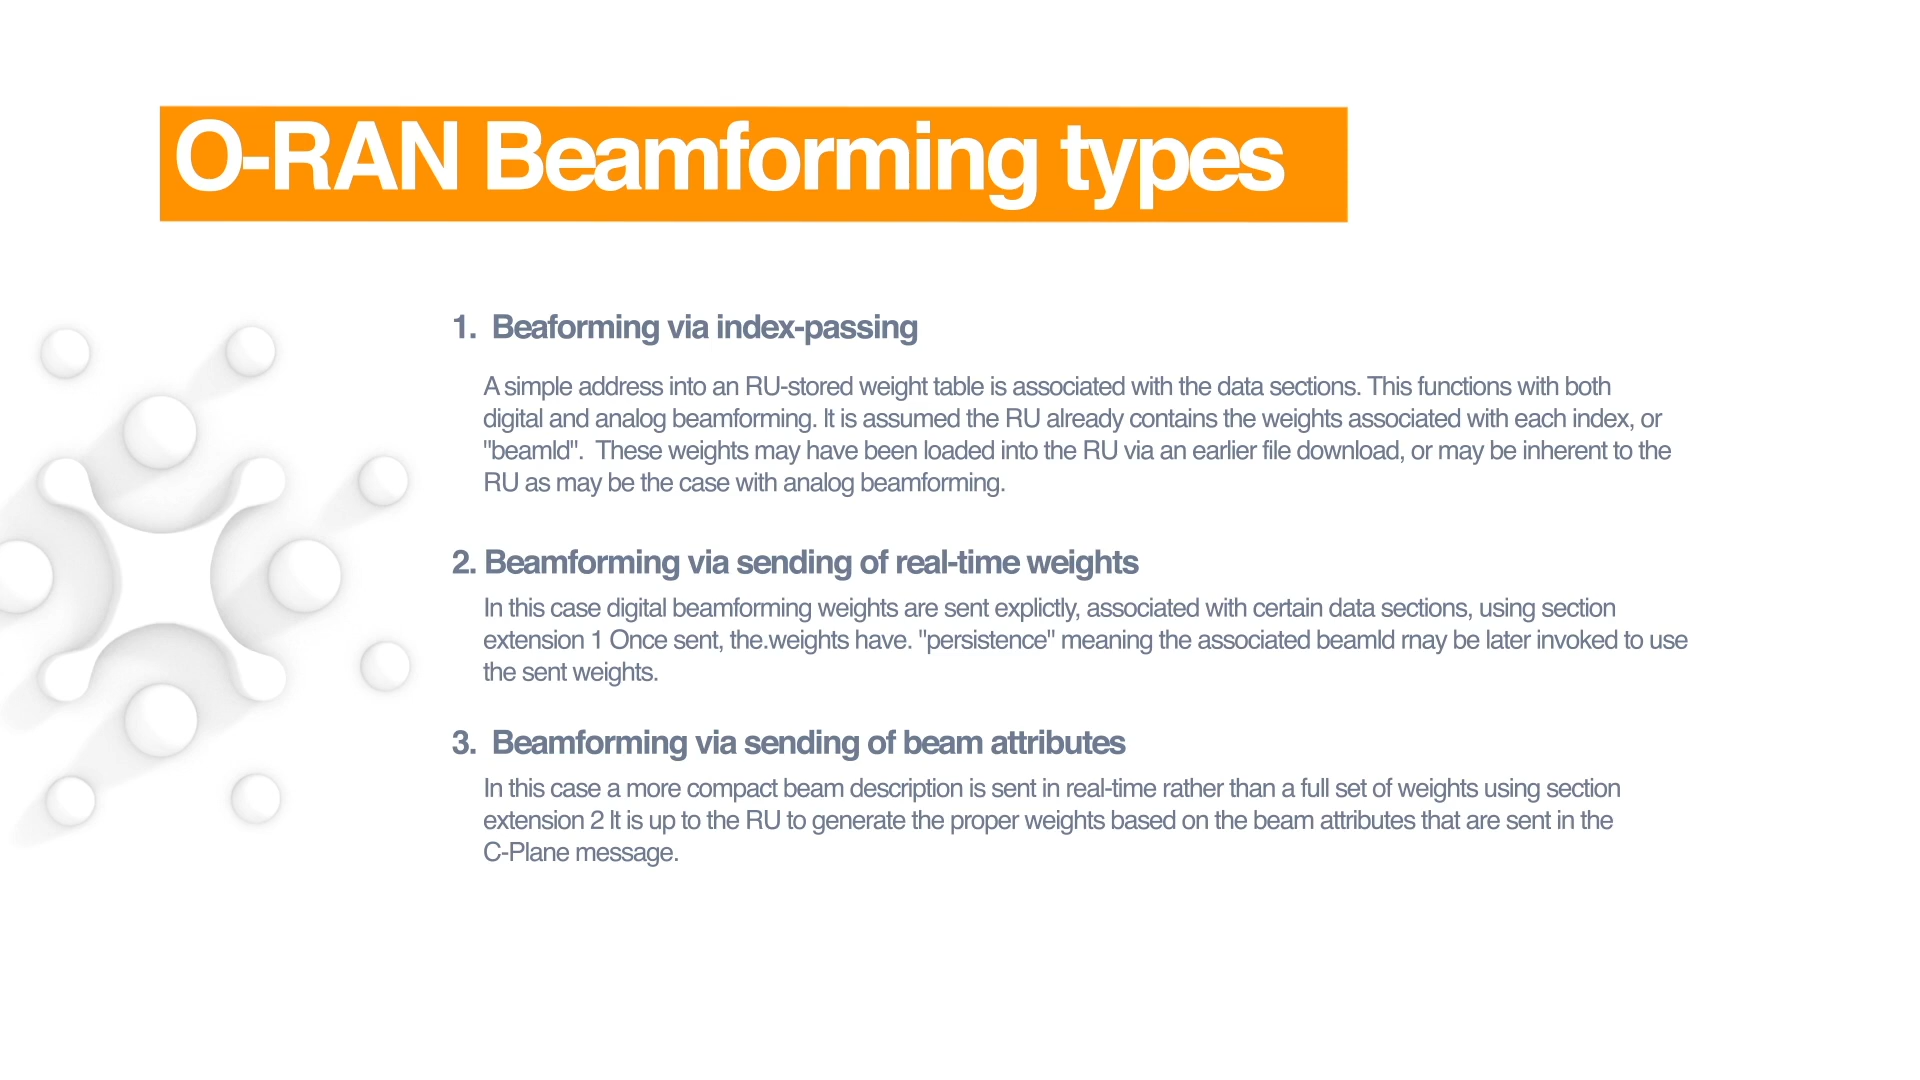 O-RAN Beamforming types
1. Beaforming via index-passing
A simple address into an RU-stored weight table is associated with the data sections. This functions with both
digital and analog beamforming. It is assumed the RU already contains the weights associated with each index, or
"beamld". These weights may have been loaded into the RU via an earlier file download, or may be inherent to the
RU as may be the case with analog beamforming.
2. Beamforming via sending of real-time weights
In this case digital beamforming weights are sent explictly, associated with certain data sections, using section
extension 1 Once sent, the.weights have. "persistence" meaning the associated beamld rnay be later invoked to use
the sent weights.
3. Beamforming via sending of beam attributes
In this case a more compact beam description is sent in real-time rather than a full set of weights using section
extension 2 lt is up to the RU to generate the proper weights based on the beam attributes that are sent in the
C-Plane message.